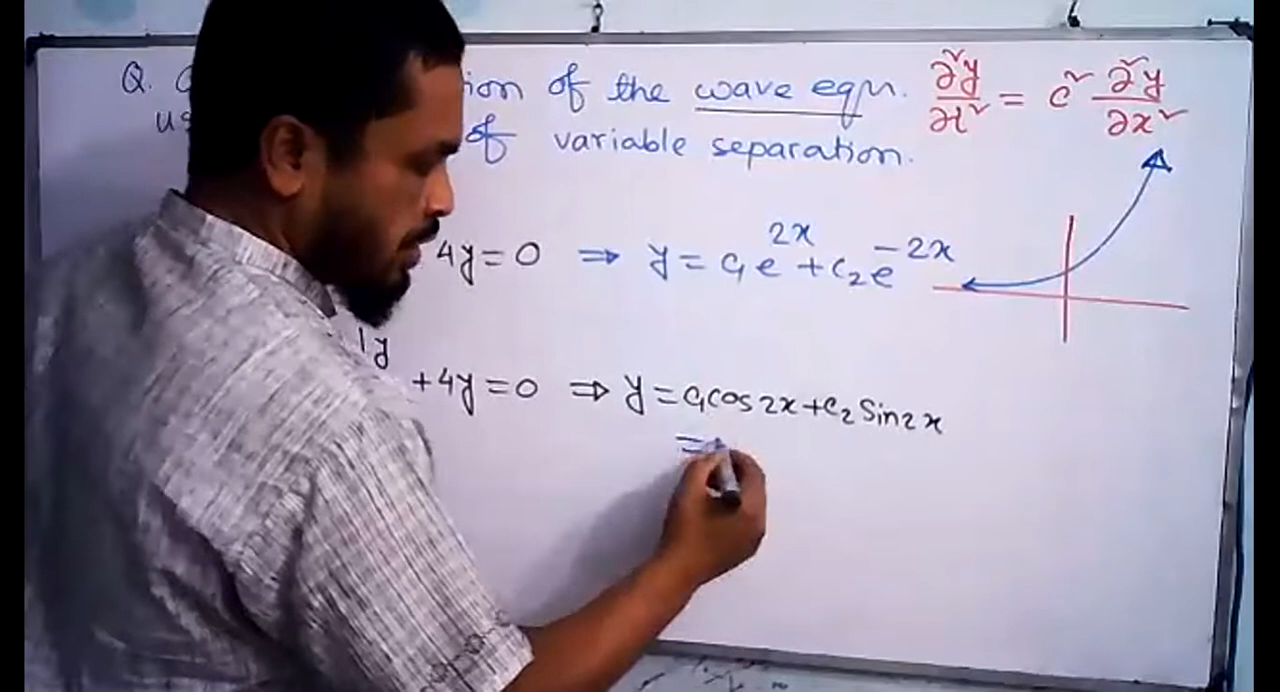 Q. of the wave eqn. ∂²y/∂t² = c² ∂²y/∂x²
of variable separation.
4y = 0 ⇒ y = c₁e^{2x} + c₂e^{-2x}
+4y = 0 ⇒ y = c₁cos2x + c₂ Sin2x
=